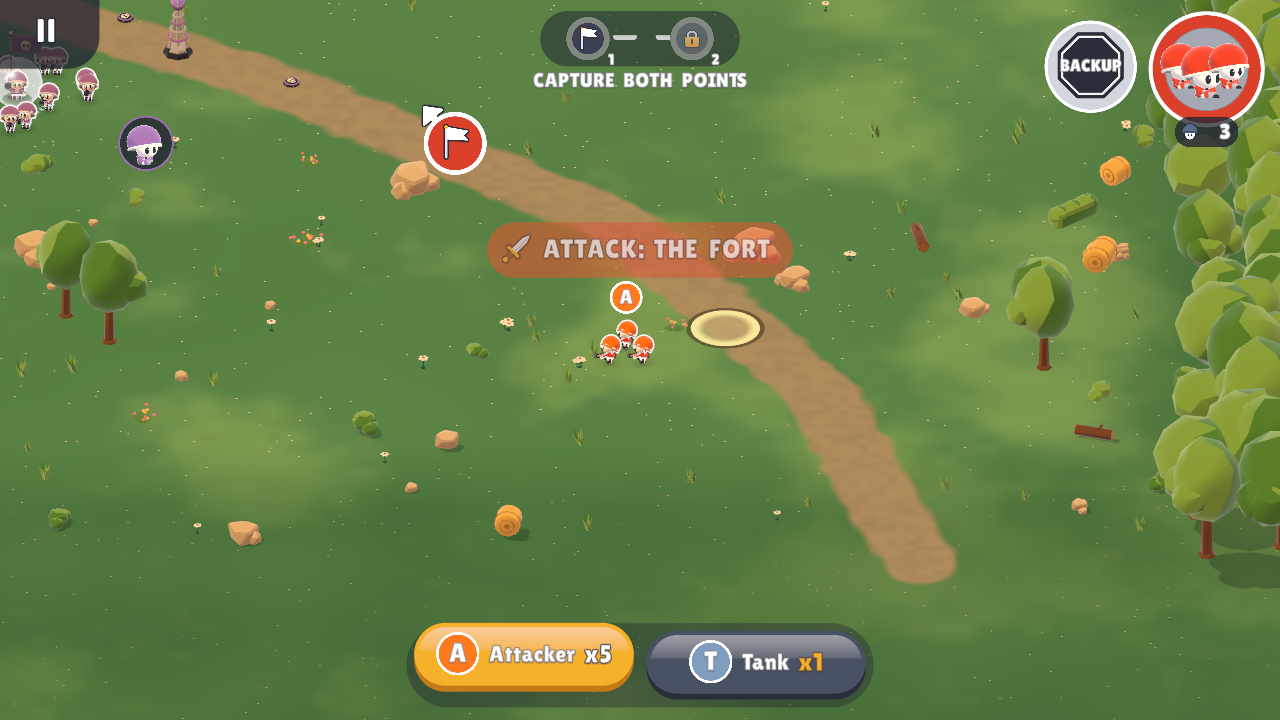 1
2
CAPTURE BOTH POINTS
BACKUP
3
ATTACK: THE FORT
A
A Attacker x5
T Tank x1